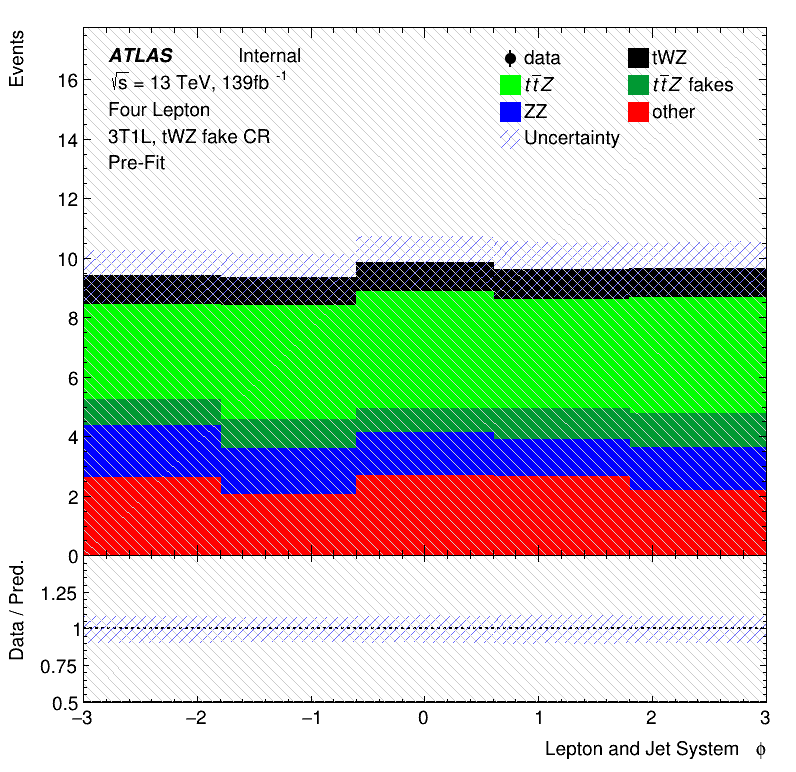 Events
ATLAS Internal
√s = 13 TeV, 139fb⁻¹
Four Lepton
3T1L, tWZ fake CR
Pre-Fit
data tWZ
tt̄Z tt̄Z fakes
ZZ other
Uncertainty
16
14
12
10
8
6
4
2
0
Data / Pred.
1.25
1
0.75
0.5
−3 −2 −1 0 1 2 3
Lepton and Jet System ϕ